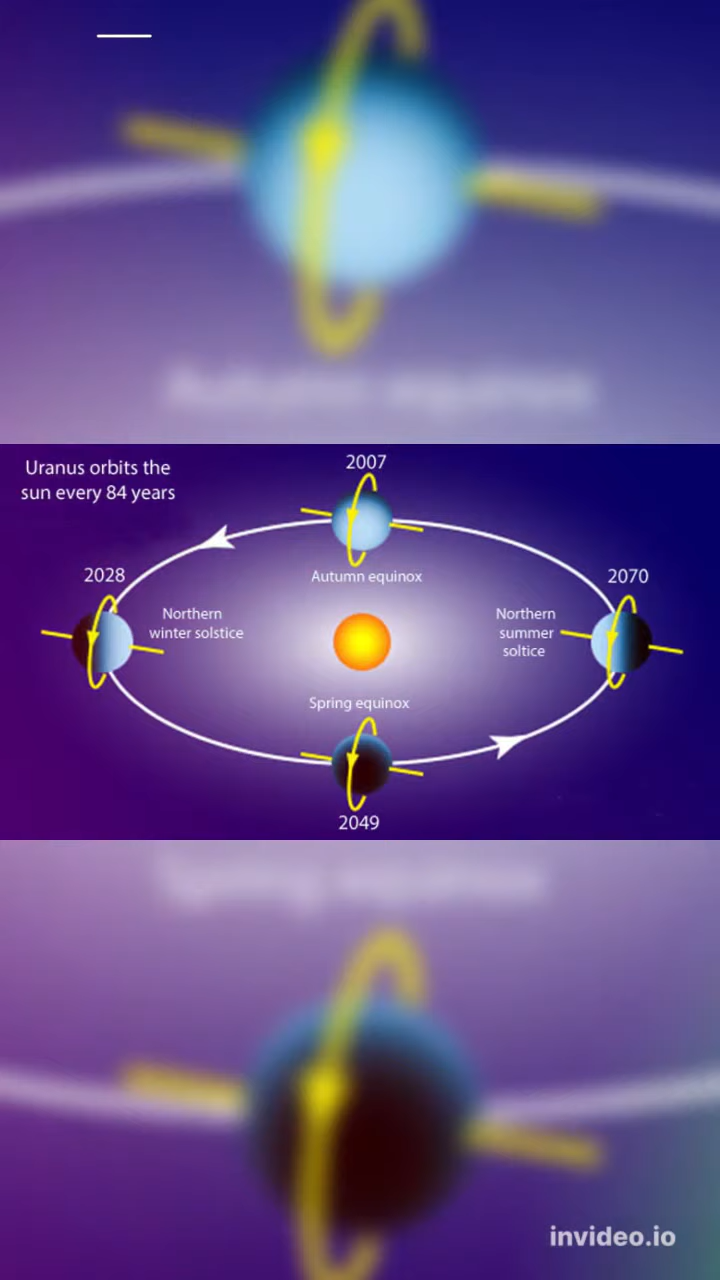 Uranus orbits the
sun every 84 years
2007
Autumn equinox
2028
Northern
winter solstice
2070
Northern
summer
soltice
Spring equinox
2049
invideo.io